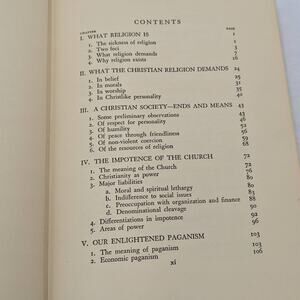 CONTENTS
CHAPTER PAGE
I. WHAT RELIGION IS 1
1. The sickness of religion 1
2. Two foci 3
3. What religion demands 7
4. Why religion exists 16
II. WHAT THE CHRISTIAN RELIGION DEMANDS 24
1. In belief 24
2. In morals 31
3. In worship 35
4. In Christlike personality 40
III. A CHRISTIAN SOCIETY—ENDS AND MEANS 43
1. Some preliminary observations 43
2. Of respect for personality 48
3. Of humility 50
4. Of peace through friendliness 52
5. Of non-violent coercion 59
6. Of the resources of religion 68
IV. THE IMPOTENCE OF THE CHURCH 72
1. The meaning of the Church 72
2. Christianity as power 76
3. Major liabilities 80
a. Moral and spiritual lethargy 80
b. Indifference to social issues 83
c. Preoccupation with organization and finance 88
d. Denominational cleavage 90
4. Differentiations in impotence 92
5. Areas of power 96
V. OUR ENLIGHTENED PAGANISM 103
1. The meaning of paganism 103
2. Economic paganism 106
xi